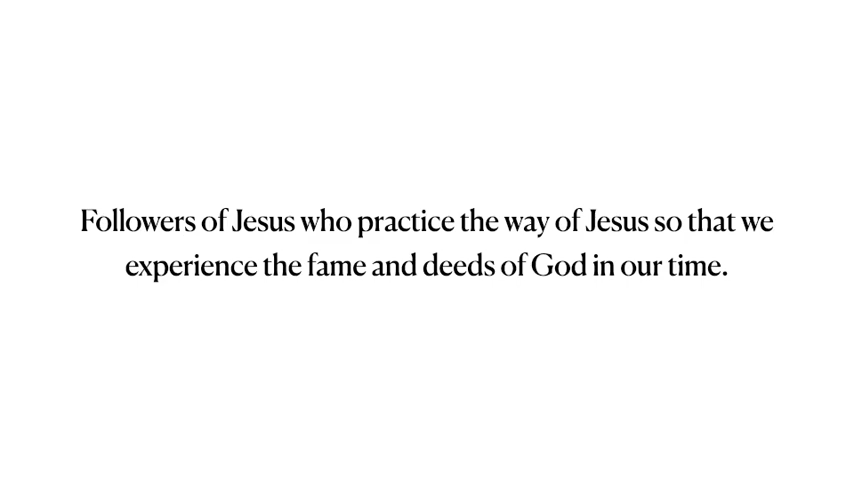 Followers of Jesus who practice the way of Jesus so that we
experience the fame and deeds of God in our time.